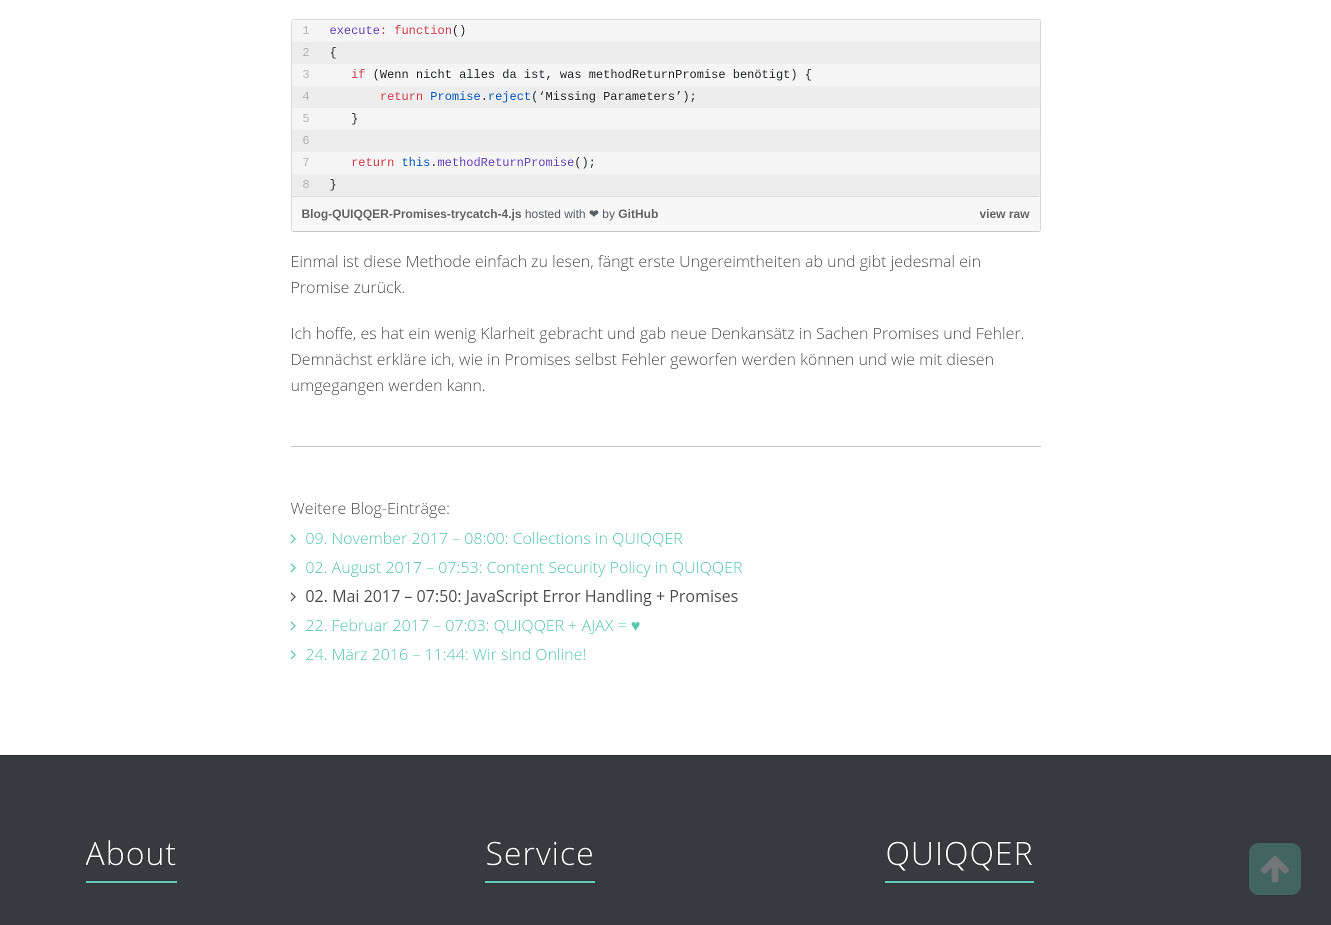 1 execute: function()
2 {
3 if (Wenn nicht alles da ist, was methodReturnPromise benötigt) {
4 return Promise.reject(‘Missing Parameters’);
5 }
6
7 return this.methodReturnPromise();
8 }
Blog-QUIQQER-Promises-trycatch-4.js hosted with ❤ by GitHub view raw
Einmal ist diese Methode einfach zu lesen, fängt erste Ungereimtheiten ab und gibt jedesmal ein
Promise zurück.
Ich hoffe, es hat ein wenig Klarheit gebracht und gab neue Denkansätz in Sachen Promises und Fehler.
Demnächst erkläre ich, wie in Promises selbst Fehler geworfen werden können und wie mit diesen
umgegangen werden kann.
Weitere Blog-Einträge:
09. November 2017 – 08:00: Collections in QUIQQER
02. August 2017 – 07:53: Content Security Policy in QUIQQER
02. Mai 2017 – 07:50: JavaScript Error Handling + Promises
22. Februar 2017 – 07:03: QUIQQER + AJAX = ♥
24. März 2016 – 11:44: Wir sind Online!
About Service QUIQQER